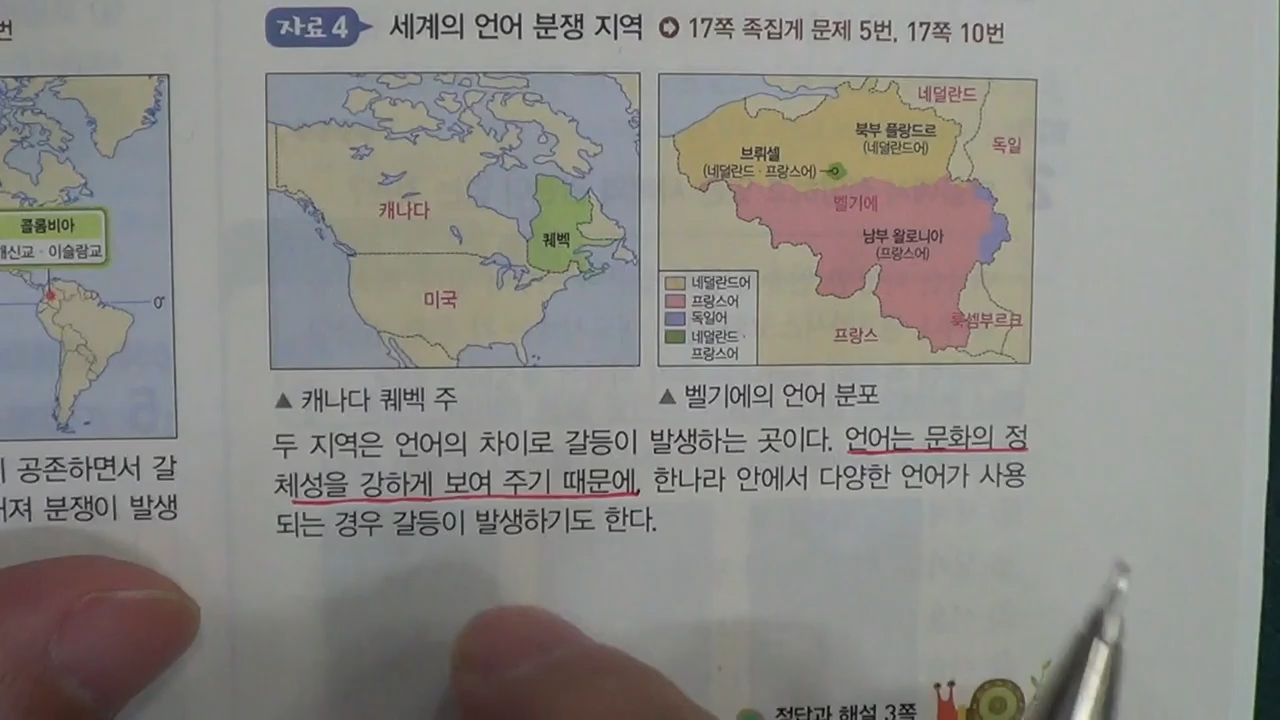 번
자료 4 세계의 언어 분쟁 지역 17쪽 족집게 문제 5번, 17쪽 10번
콜롬비아
개신교 · 이슬람교
0°
공존하면서 갈
분쟁이 발생
캐나다
퀘벡
미국
네덜란드
북부 플랑드르
(네덜란드어)
독일
브뤼셀
(네덜란드 · 프랑스어)
벨기에
남부 왈로니아
(프랑스어)
룩셈부르크
프랑스
네덜란드어
프랑스어
독일어
네덜란드 ·
프랑스어
▲ 캐나다 퀘벡 주
▲ 벨기에의 언어 분포
두 지역은 언어의 차이로 갈등이 발생하는 곳이다. 언어는 문화의 정
체성을 강하게 보여 주기 때문에, 한나라 안에서 다양한 언어가 사용
되는 경우 갈등이 발생하기도 한다.
정답과 해설 3쪽